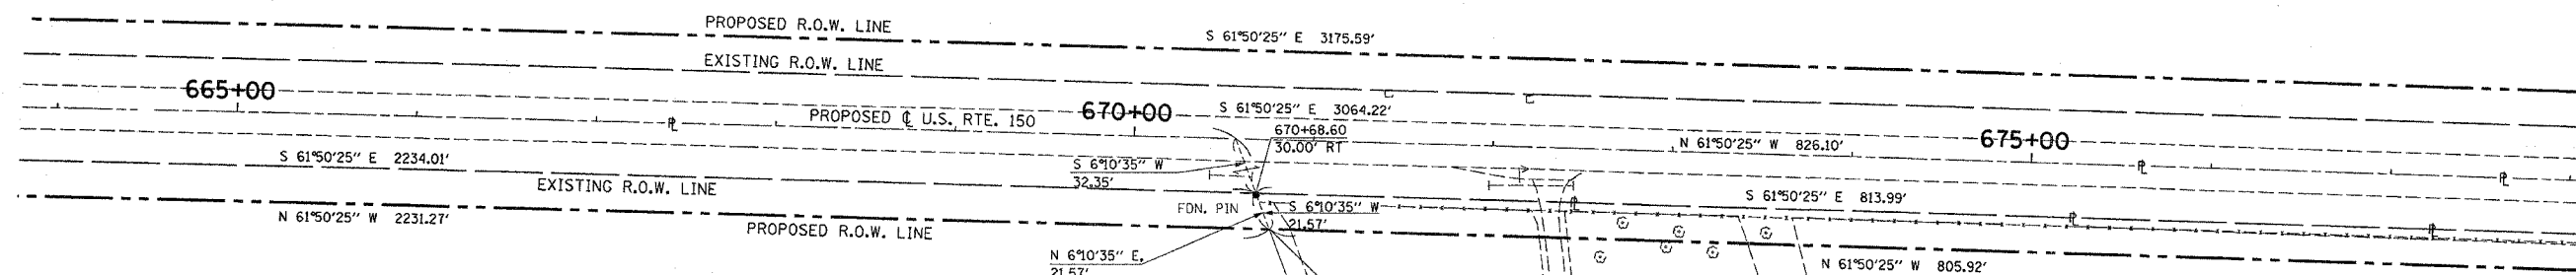 PROPOSED R.O.W. LINE
S 61°50'25" E 3175.59'
EXISTING R.O.W. LINE
665+00
PROPOSED ℄ U.S. RTE. 150
670+00
S 61°50'25" E 3064.22'
670+68.60
30.00' RT
675+00
N 61°50'25" W 826.10'
S 61°50'25" E 2234.01'
S 6°10'35" W
32.35'
EXISTING R.O.W. LINE
S 61°50'25" E 813.99'
FDN. PIN
S 6°10'35" W
21.57'
N 61°50'25" W 2231.27'
PROPOSED R.O.W. LINE
N 6°10'35" E,
21.57'
N 61°50'25" W 805.92'